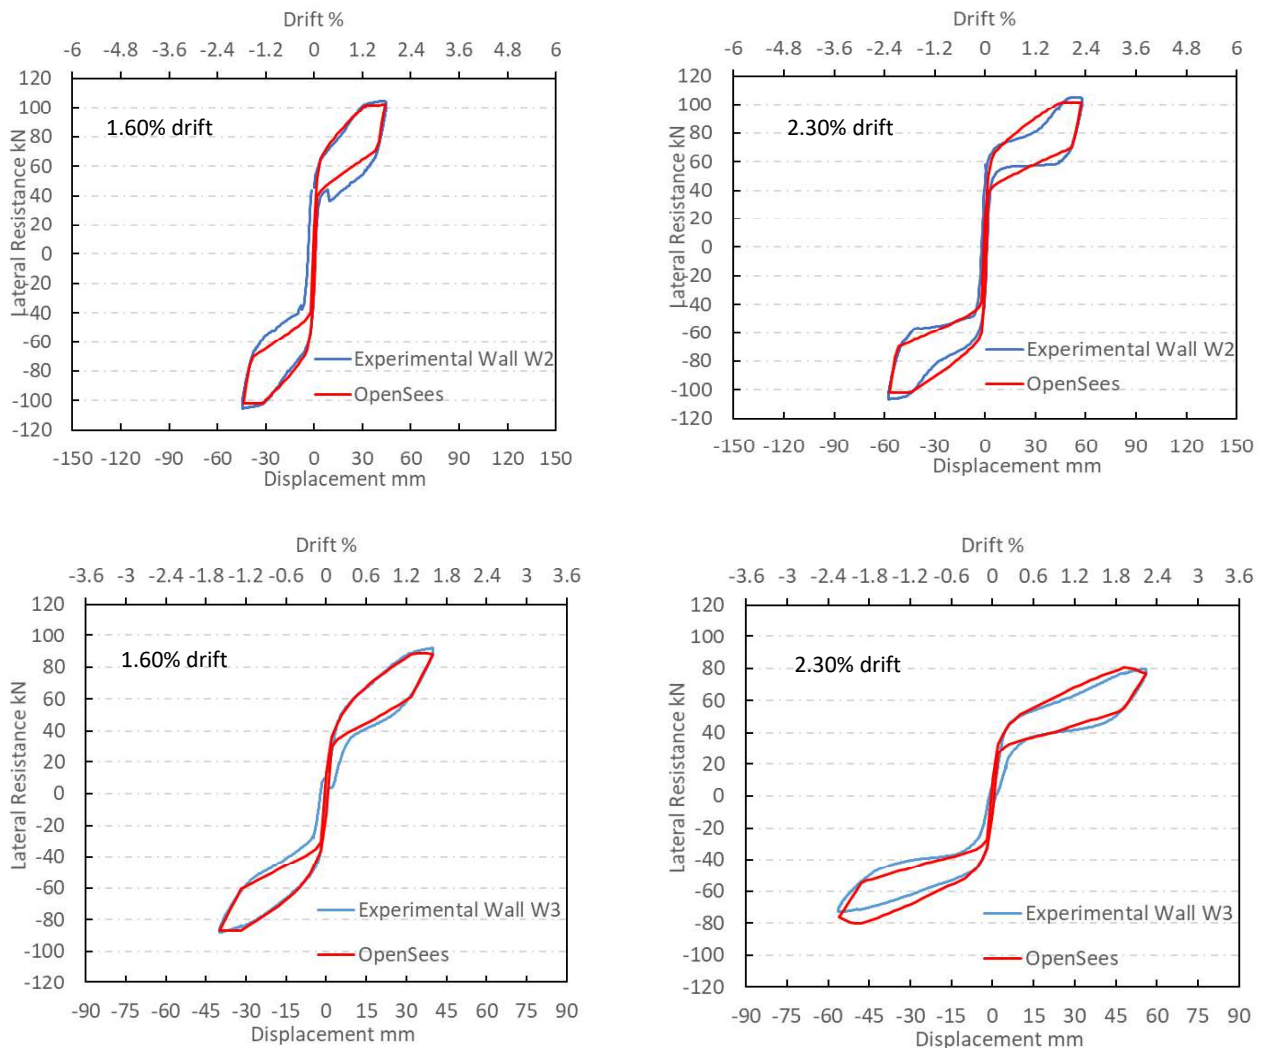 Drift %
-6 -4.8 -3.6 -2.4 -1.2 0 1.2 2.4 3.6 4.8 6
120
100
80
60
40
20
0
-20
-40
-60
-80
-100
-120
Lateral Resistance kN
1.60% drift
Experimental Wall W2
OpenSees
-150 -120 -90 -60 -30 0 30 60 90 120 150
Displacement mm
Drift %
-6 -4.8 -3.6 -2.4 -1.2 0 1.2 2.4 3.6 4.8 6
120
100
80
60
40
20
0
-20
-40
-60
-80
-100
-120
Lateral Resistance kN
2.30% drift
Experimental Wall W2
OpenSees
-150 -120 -90 -60 -30 0 30 60 90 120 150
Displacement mm
Drift %
-3.6 -3 -2.4 -1.8 -1.2 -0.6 0 0.6 1.2 1.8 2.4 3 3.6
120
100
80
60
40
20
0
-20
-40
-60
-80
-100
-120
Lateral Resistance kN
1.60% drift
Experimental Wall W3
OpenSees
-90 -75 -60 -45 -30 -15 0 15 30 45 60 75 90
Displacement mm
Drift %
-3.6 -3 -2.4 -1.8 -1.2 -0.6 0 0.6 1.2 1.8 2.4 3 3.6
120
100
80
60
40
20
0
-20
-40
-60
-80
-100
-120
Lateral Resistance kN
2.30% drift
Experimental Wall W3
OpenSees
-90 -75 -60 -45 -30 -15 0 15 30 45 60 75 90
Displacement mm